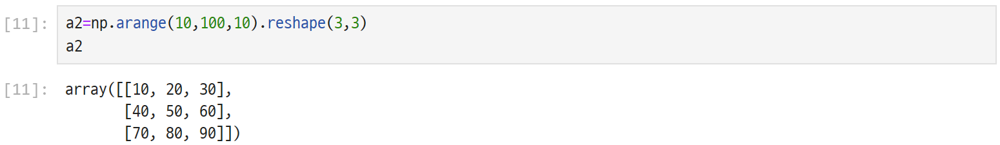 [11]: a2=np.arange(10,100,10).reshape(3,3)
a2
[11]: array([[10, 20, 30],
[40, 50, 60],
[70, 80, 90]])